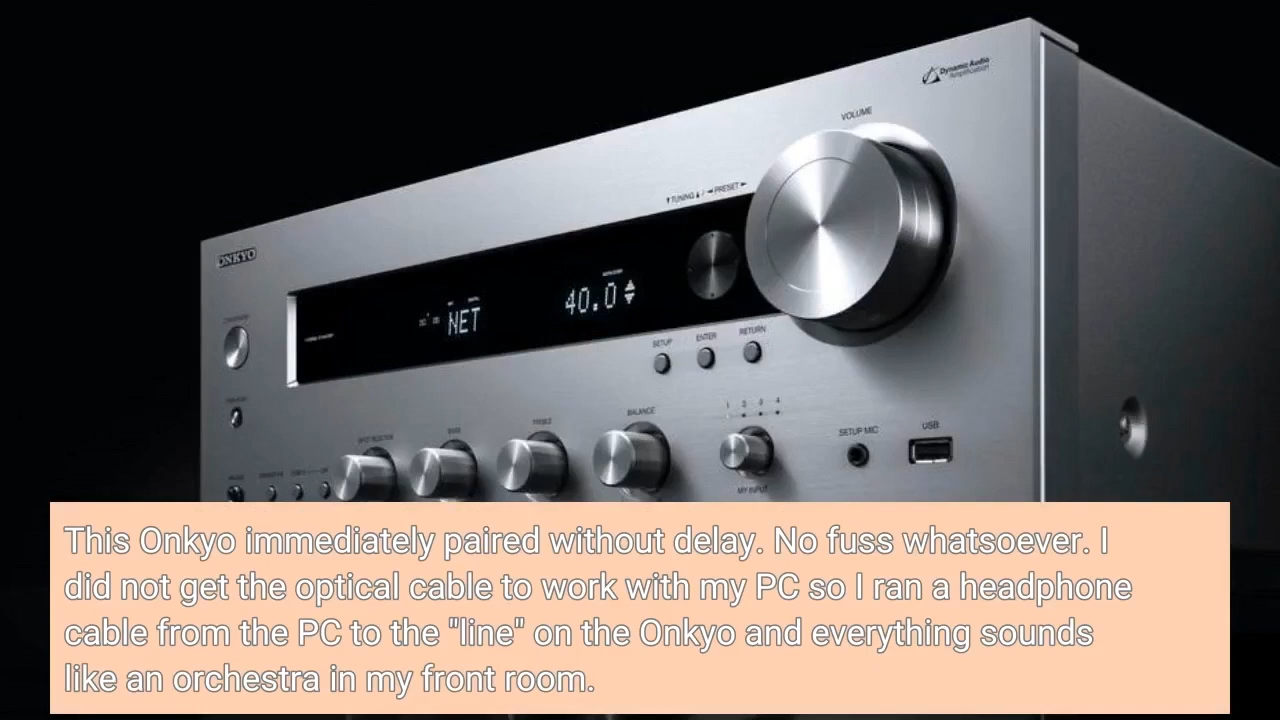 Dynamic Audio
Amplification
VOLUME
TUNING / PRESET
ONKYO
NET
40.0
SETUP
ENTER
RETURN
BALANCE
TREBLE
BASS
1 2 3 4
SETUP MIC
USB
MY INPUT
This Onkyo immediately paired without delay. No fuss whatsoever. I
did not get the optical cable to work with my PC so I ran a headphone
cable from the PC to the "line" on the Onkyo and everything sounds
like an orchestra in my front room.